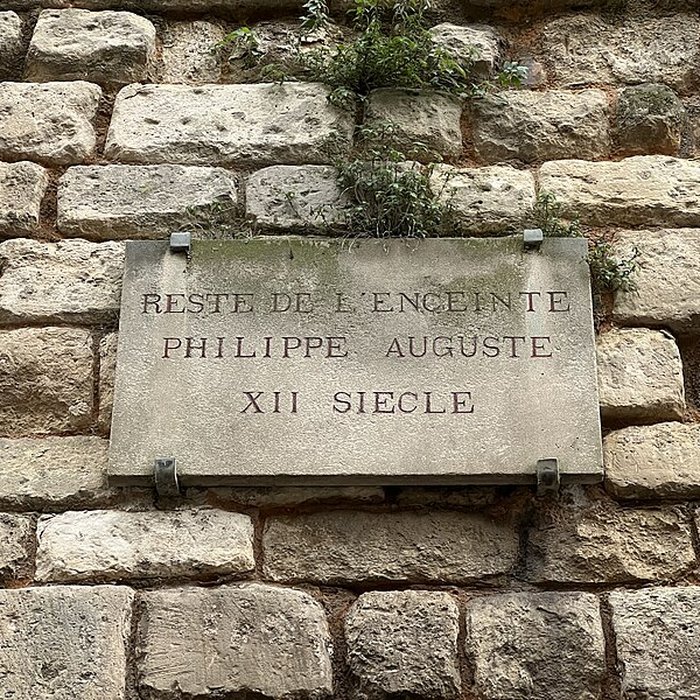 RESTE DE L'ENCEINTE
PHILIPPE AUGUSTE
XII SIECLE